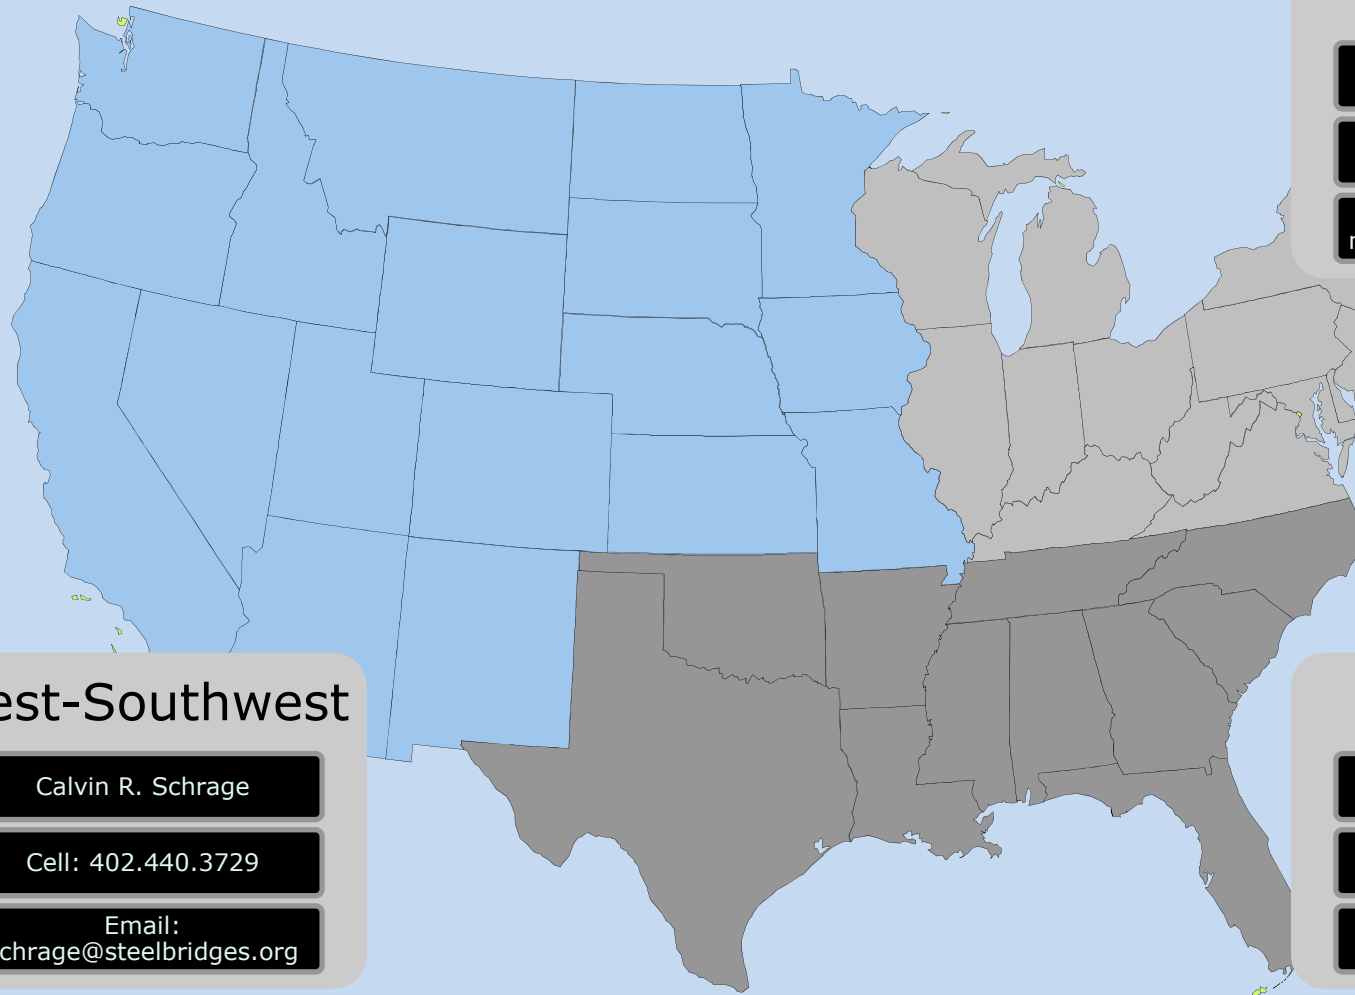 est-Southwest
Calvin R. Schrage
Cell: 402.440.3729
Email:
chrage@steelbridges.org